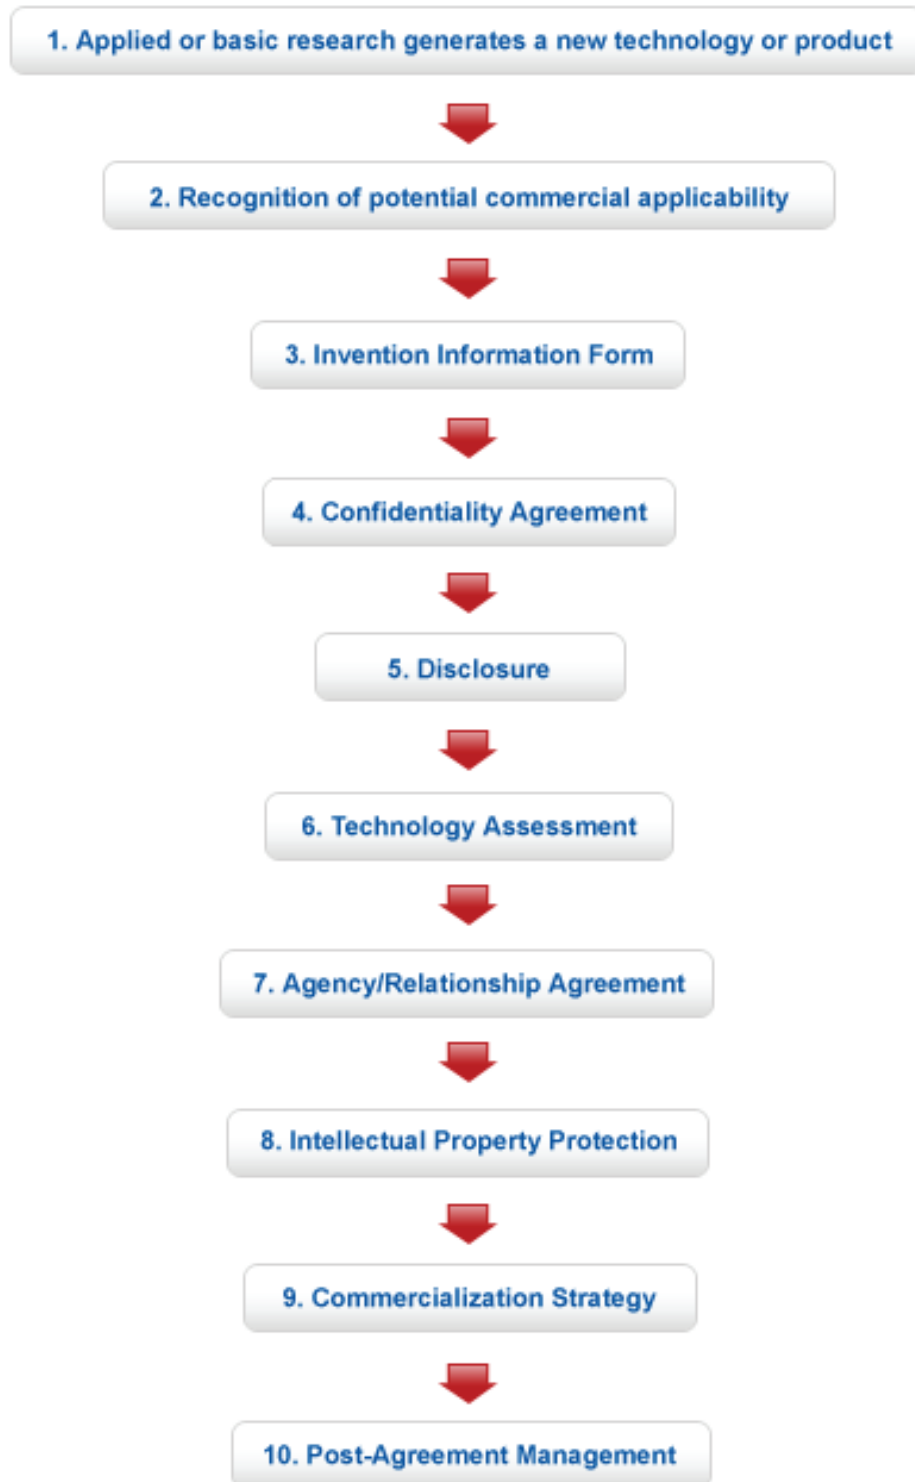 1. Applied or basic research generates a new technology or product
2. Recognition of potential commercial applicability
3. Invention Information Form
4. Confidentiality Agreement
5. Disclosure
6. Technology Assessment
7. Agency/Relationship Agreement
8. Intellectual Property Protection
9. Commercialization Strategy
10. Post-Agreement Management